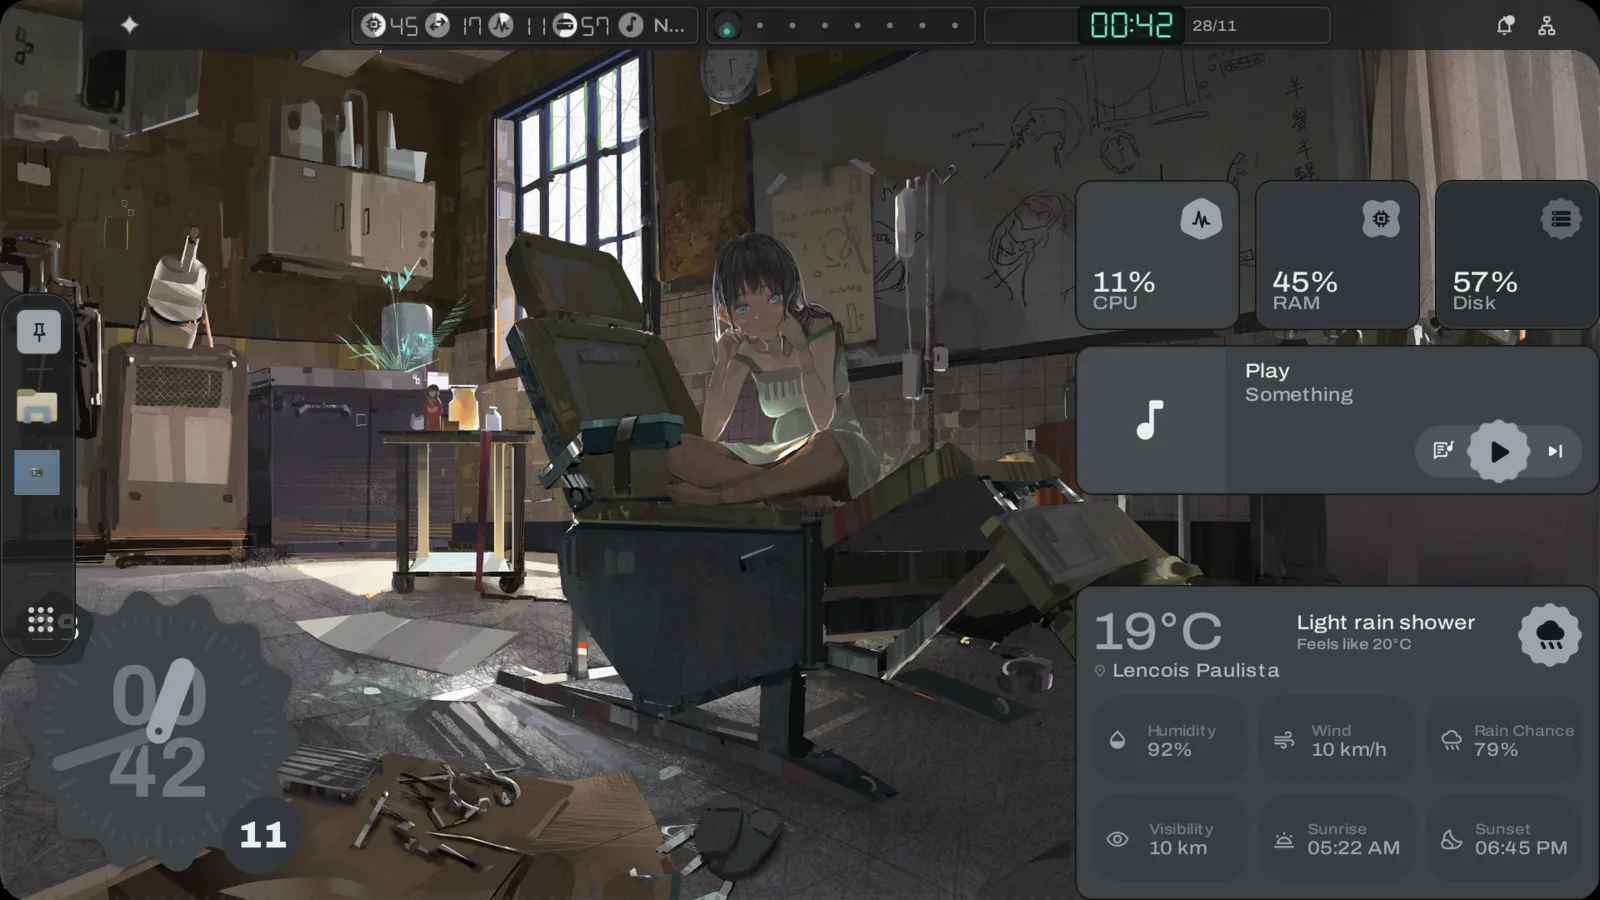 45 17 11 57 N...
00:42 28/11
半
醒
11%
CPU
45%
RAM
57%
Disk
Play
Something
19°C
Light rain shower
Feels like 20°C
Lencois Paulista
Humidity
92%
Wind
10 km/h
Rain Chance
79%
Visibility
10 km
Sunrise
05:22 AM
Sunset
06:45 PM
00
42
11